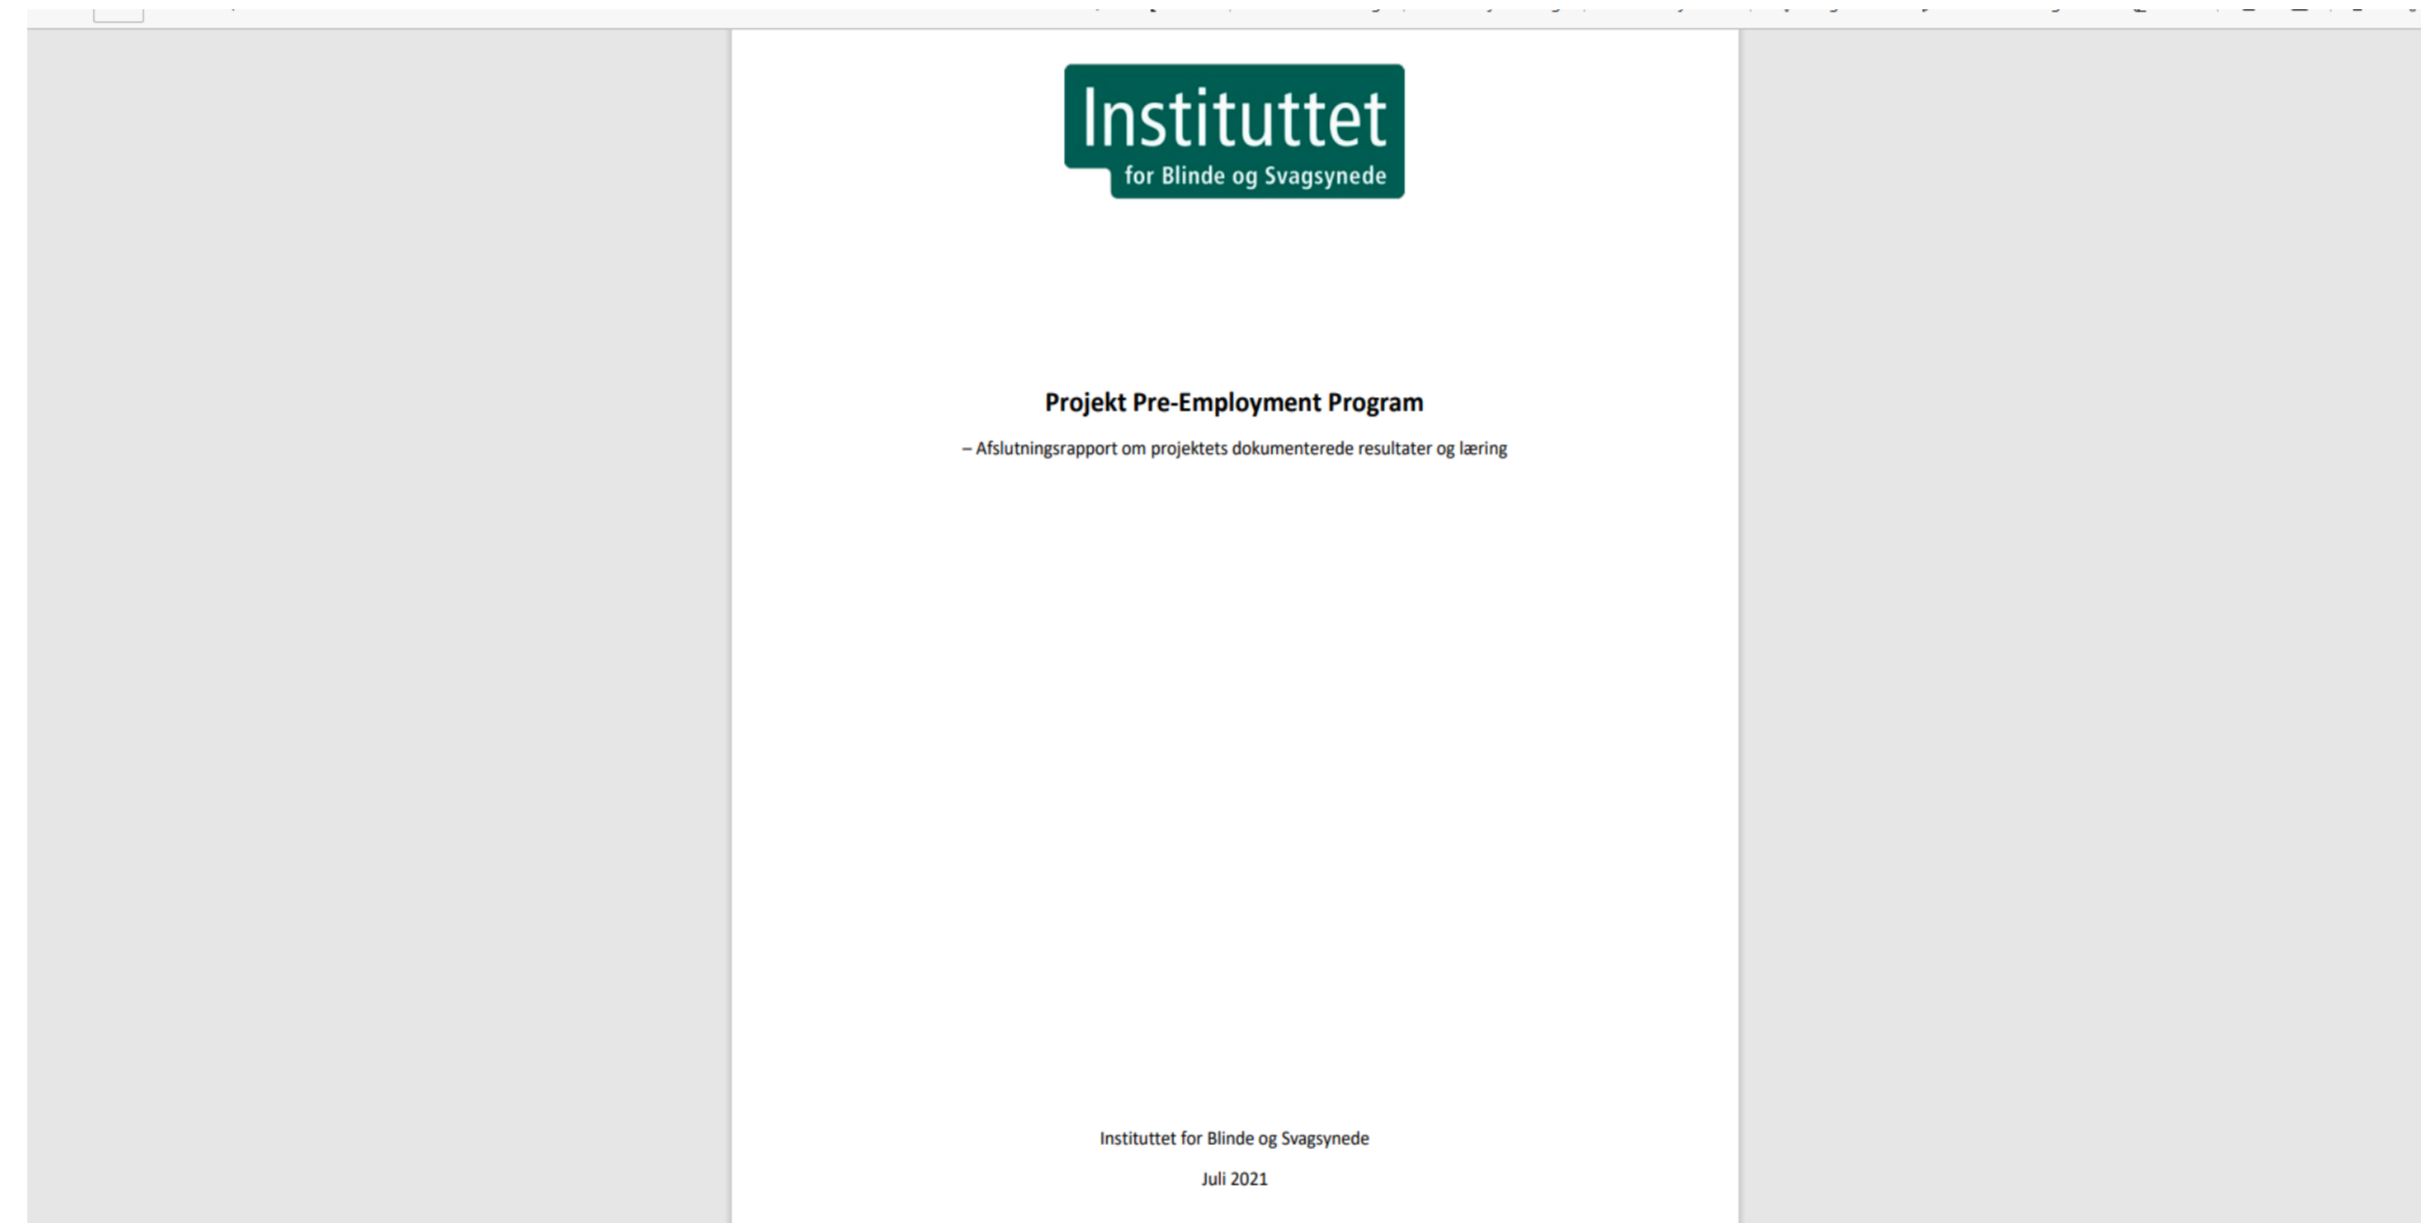 Instituttet
for Blinde og Svagsynede
Projekt Pre-Employment Program
– Afslutningsrapport om projektets dokumenterede resultater og læring
Instituttet for Blinde og Svagsynede
Juli 2021